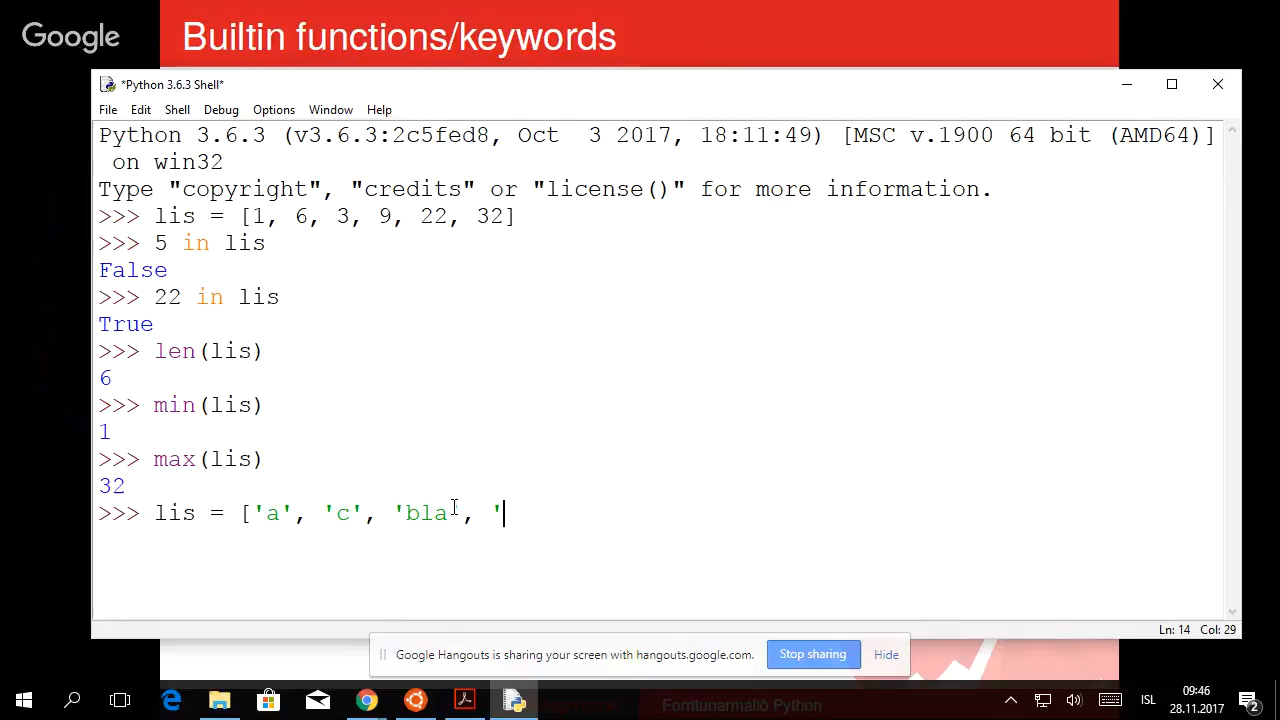 Google
Builtin functions/keywords
*Python 3.6.3 Shell*
File Edit Shell Debug Options Window Help
Python 3.6.3 (v3.6.3:2c5fed8, Oct  3 2017, 18:11:49) [MSC v.1900 64 bit (AMD64)]
 on win32
Type "copyright", "credits" or "license()" for more information.
>>> lis = [1, 6, 3, 9, 22, 32]
>>> 5 in lis
False
>>> 22 in lis
True
>>> len(lis)
6
>>> min(lis)
1
>>> max(lis)
32
>>> lis = ['a', 'c', 'bla', '
Ln: 14 Col: 29
Google Hangouts is sharing your screen with hangouts.google.com. Stop sharing Hide
Forritunarmálið Python
ISL
09:46
28.11.2017
2